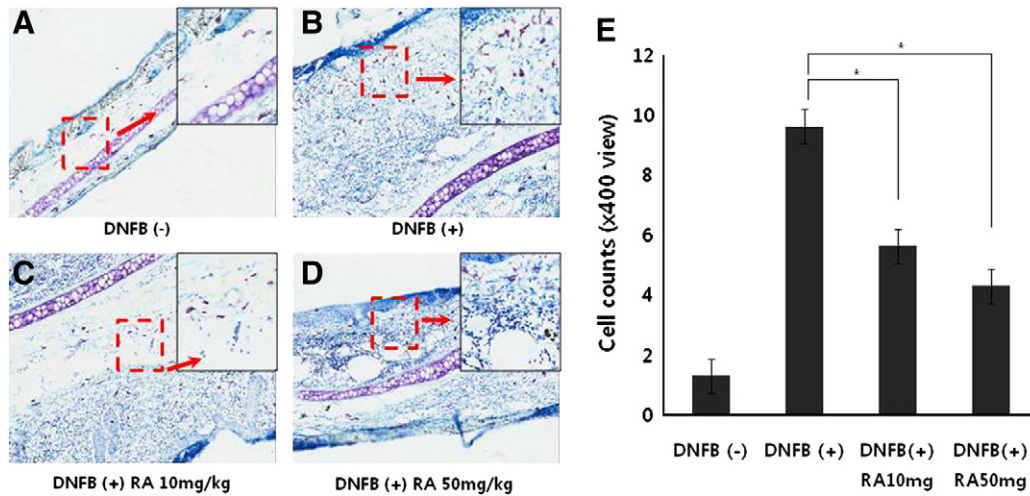 A
B
DNFB (-)
DNFB (+)
C
D
DNFB (+) RA 10mg/kg
DNFB (+) RA 50mg/kg
E
Cell counts (x400 view)
12
10
8
6
4
2
0
*
*
DNFB (-)
DNFB (+)
DNFB(+)
RA10mg
DNFB(+)
RA50mg